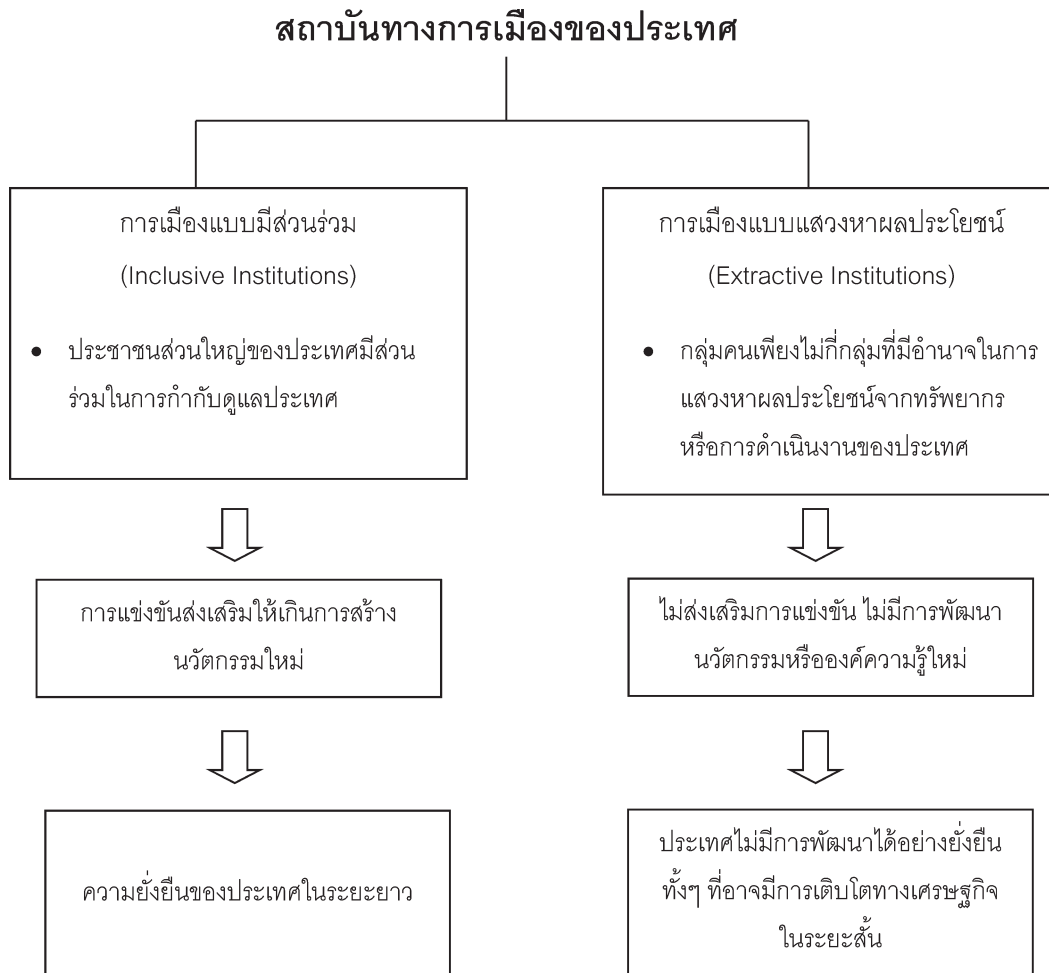 สถาบันทางการเมืองของประเทศ
การเมืองแบบมีส่วนร่วม
(Inclusive Institutions)
• ประชาชนส่วนใหญ่ของประเทศมีส่วน
ร่วมในการกำกับดูแลประเทศ
การแข่งขันส่งเสริมให้เกินการสร้าง
นวัตกรรมใหม่
ความยั่งยืนของประเทศในระยะยาว
การเมืองแบบแสวงหาผลประโยชน์
(Extractive Institutions)
• กลุ่มคนเพียงไม่กี่กลุ่มที่มีอำนาจในการ
แสวงหาผลประโยชน์จากทรัพยากร
หรือการดำเนินงานของประเทศ
ไม่ส่งเสริมการแข่งขัน ไม่มีการพัฒนา
นวัตกรรมหรือองค์ความรู้ใหม่
ประเทศไม่มีการพัฒนาได้อย่างยั่งยืน
ทั้งๆ ที่อาจมีการเติบโตทางเศรษฐกิจ
ในระยะสั้น